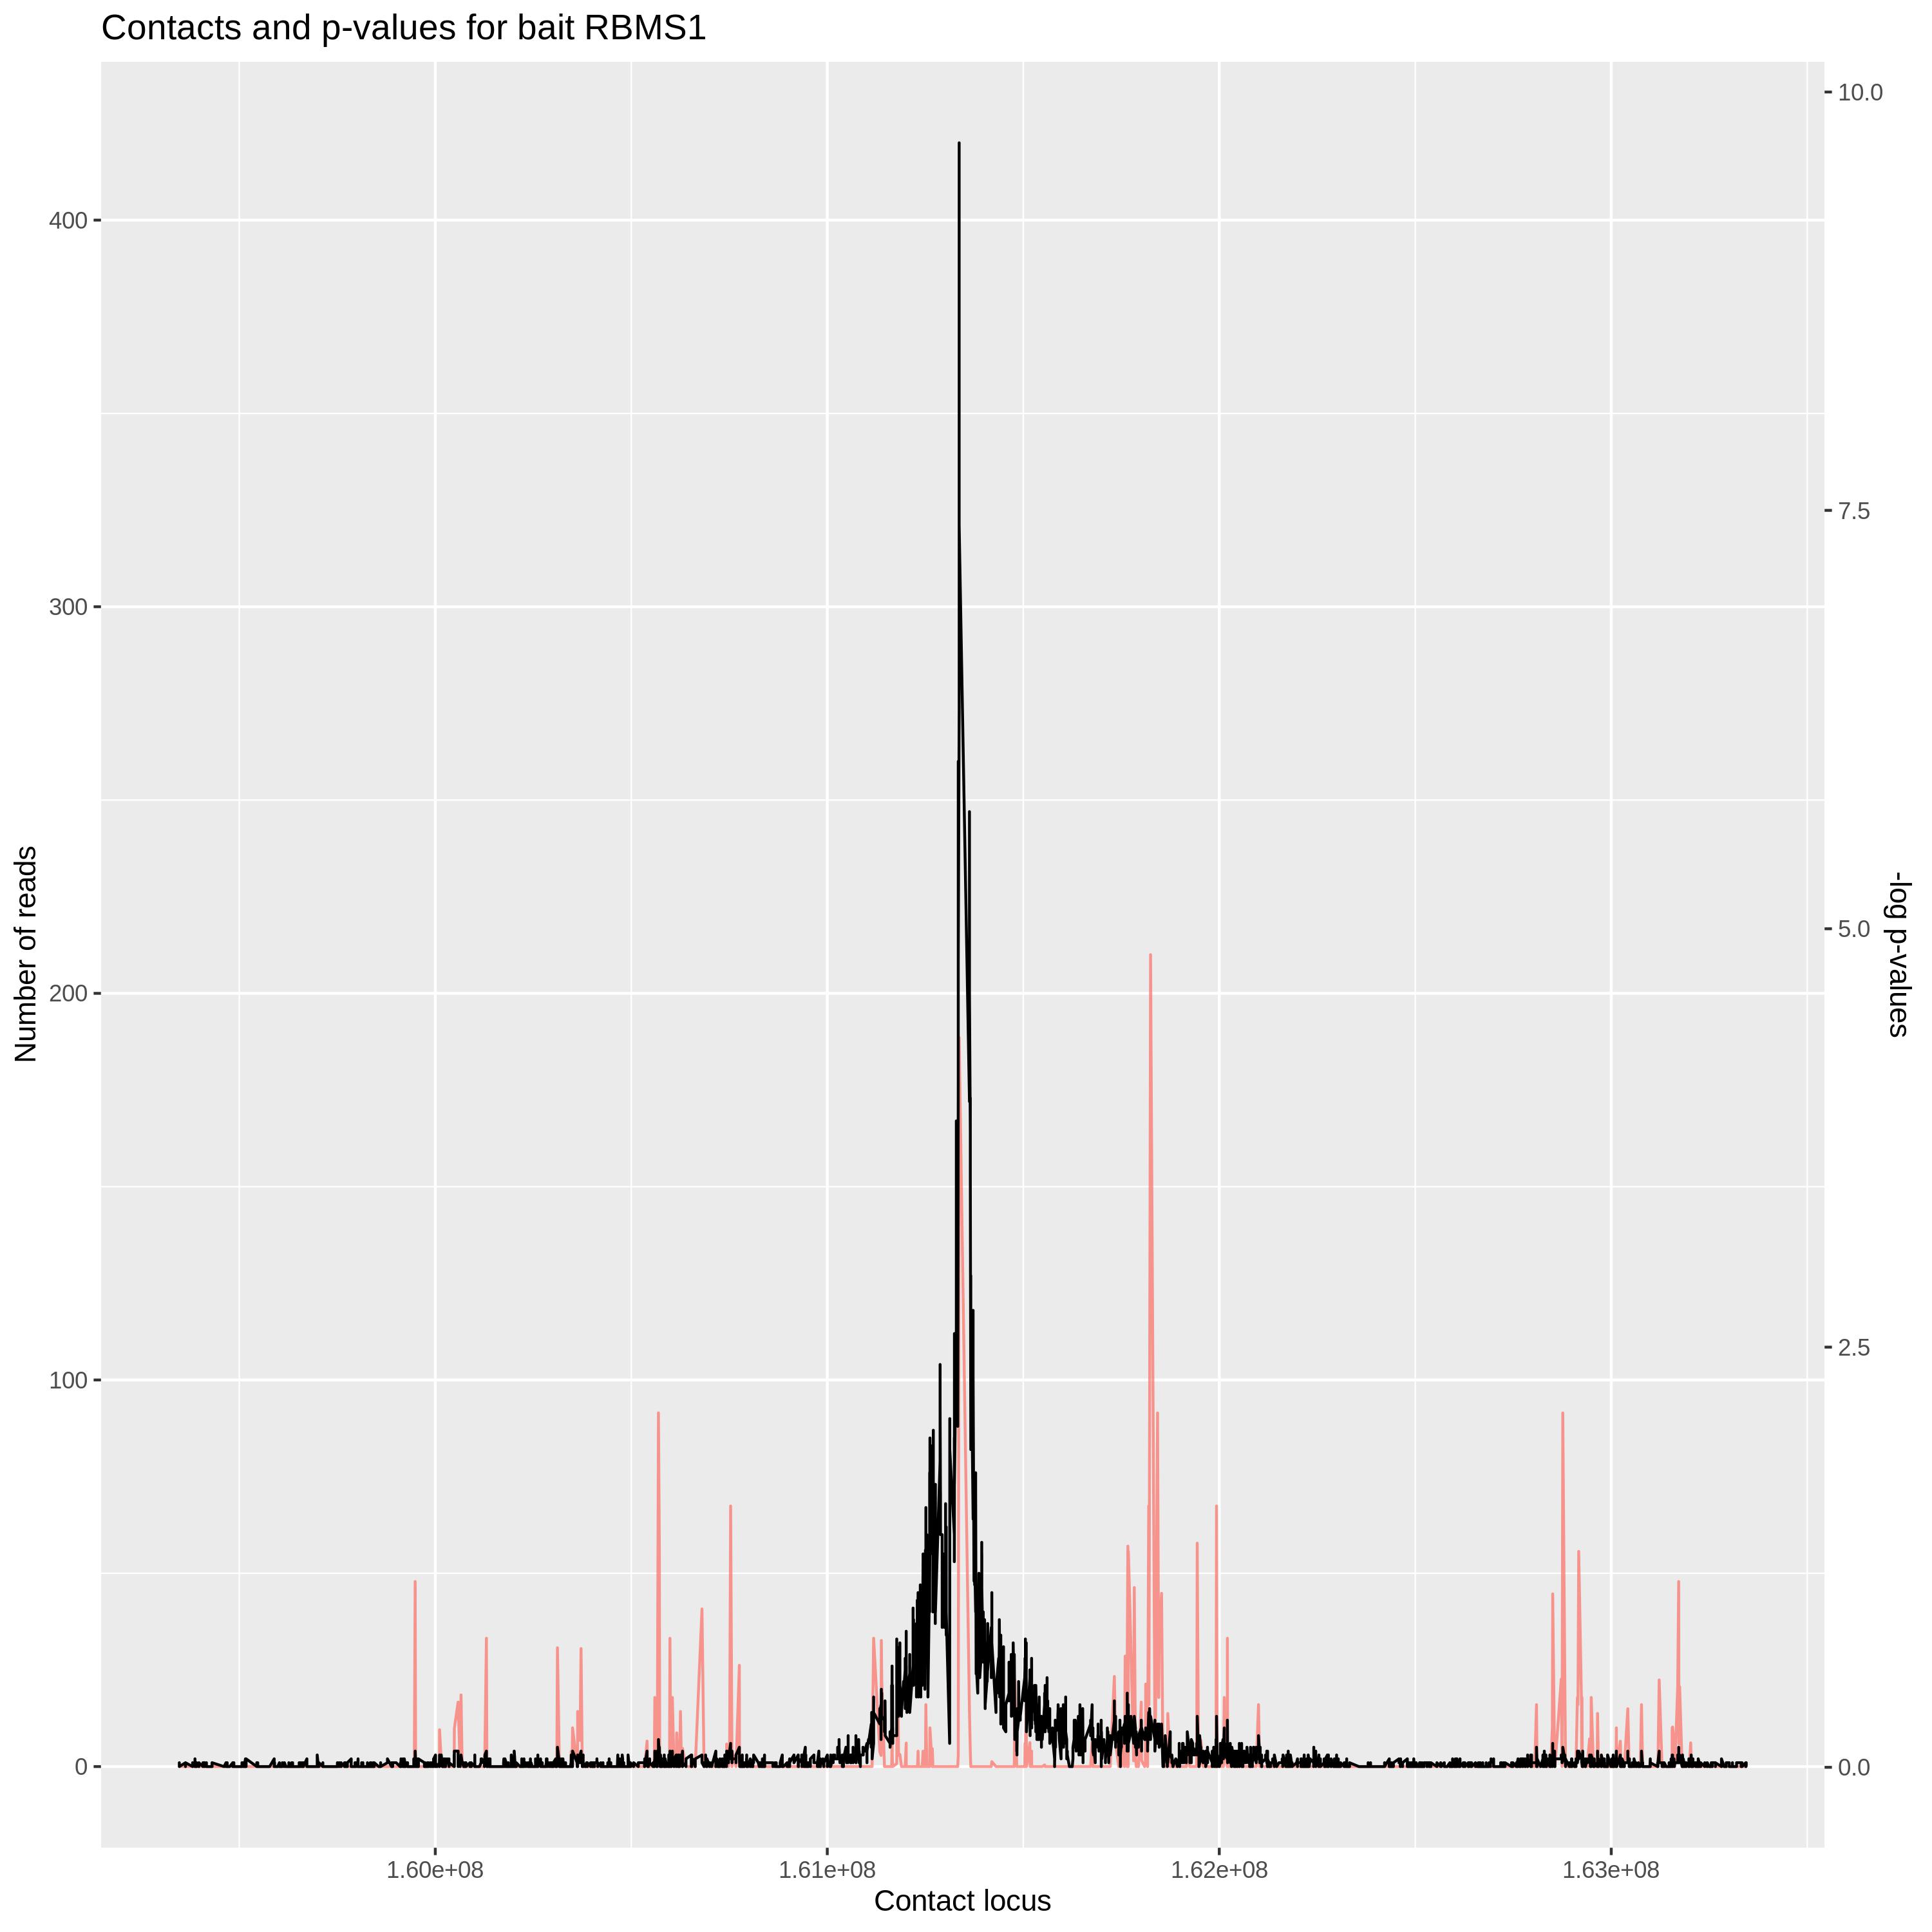 Contacts and p-values for bait RBMS1
10.0
400
7.5
300
Number of reads
-log p-values
5.0
200
2.5
100
0
0.0
1.60e+08
1.61e+08
1.62e+08
1.63e+08
Contact locus